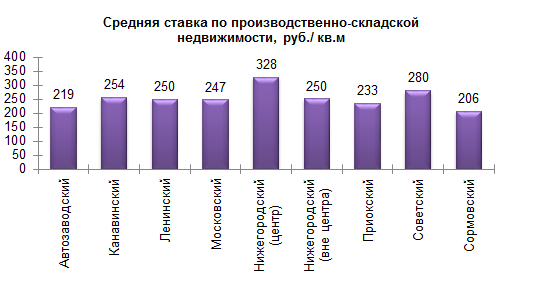 Средняя ставка по производственно-складской
недвижимости, руб./ кв.м
400
350
300
250
200
150
100
50
0
219
254
250
247
328
250
233
280
206
Автозаводский
Канавинский
Ленинский
Московский
Нижегородский
(центр)
Нижегородский
(вне центра)
Приокский
Советский
Сормовский